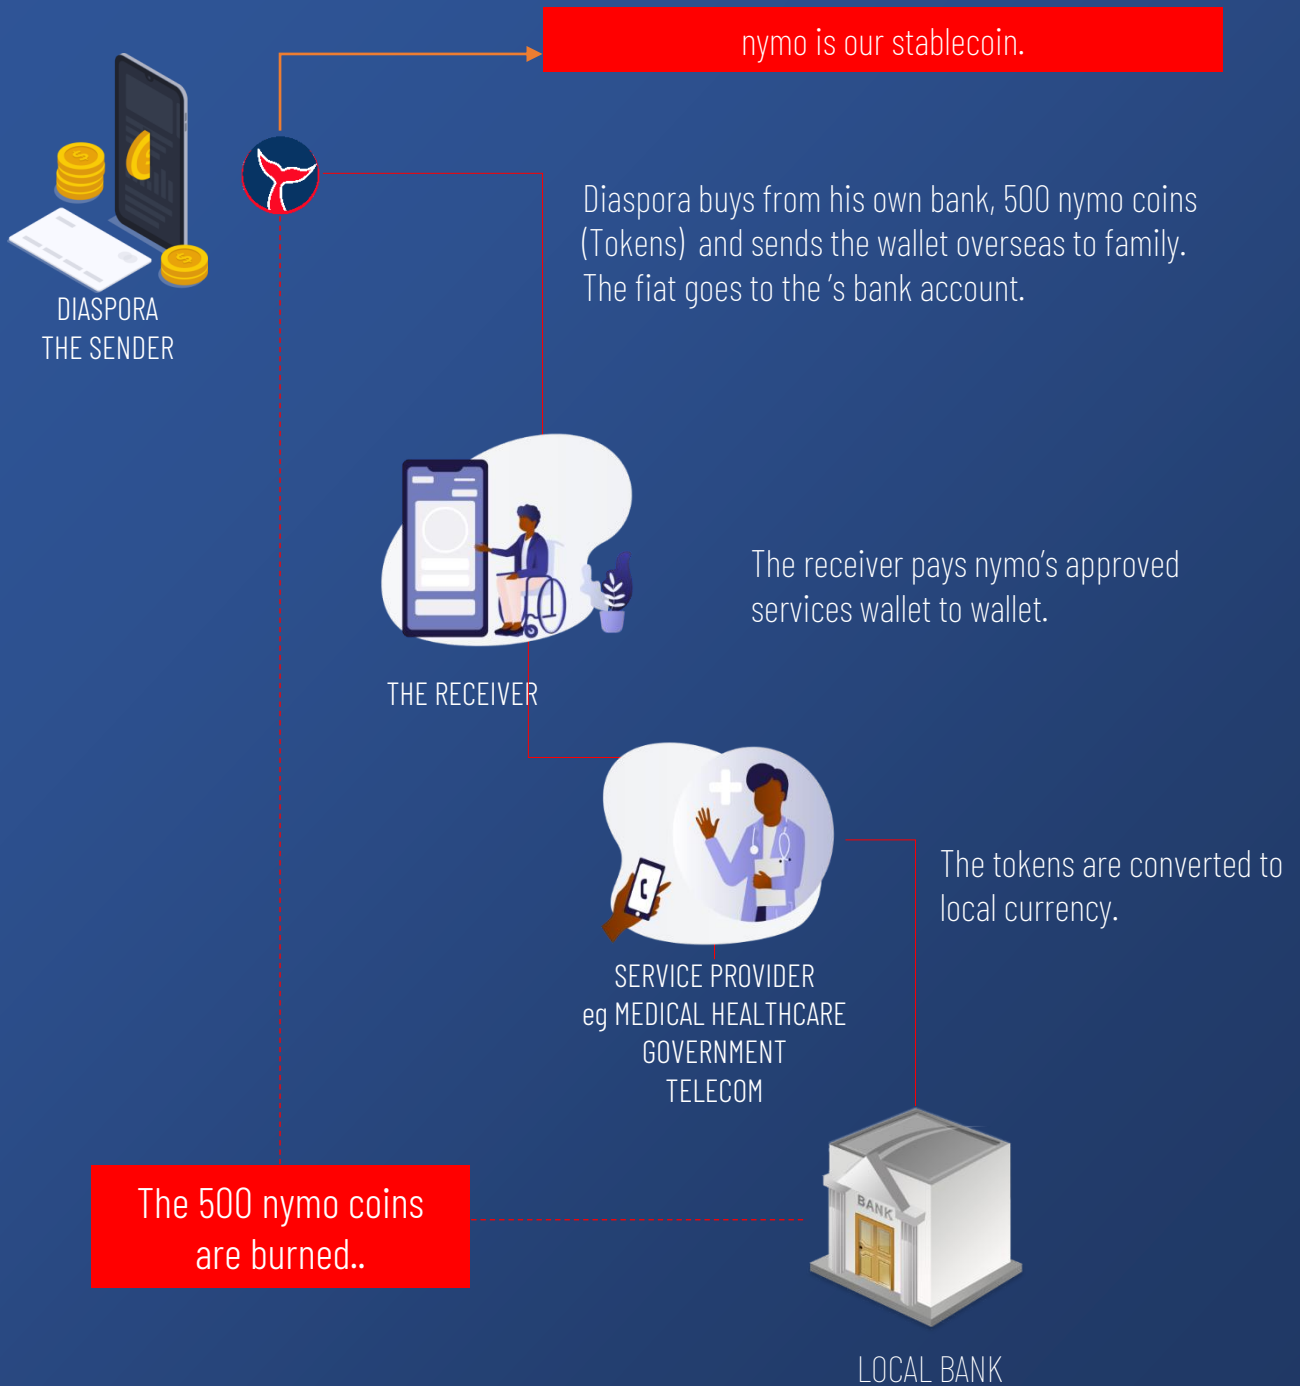 nymo is our stablecoin.
Diaspora buys from his own bank, 500 nymo coins
(Tokens) and sends the wallet overseas to family.
The fiat goes to the ’s bank account.
DIASPORA
THE SENDER
The receiver pays nymo’s approved
services wallet to wallet.
THE RECEIVER
The tokens are converted to
local currency.
SERVICE PROVIDER
eg MEDICAL HEALTHCARE
GOVERNMENT
TELECOM
The 500 nymo coins
are burned..
BANK
LOCAL BANK